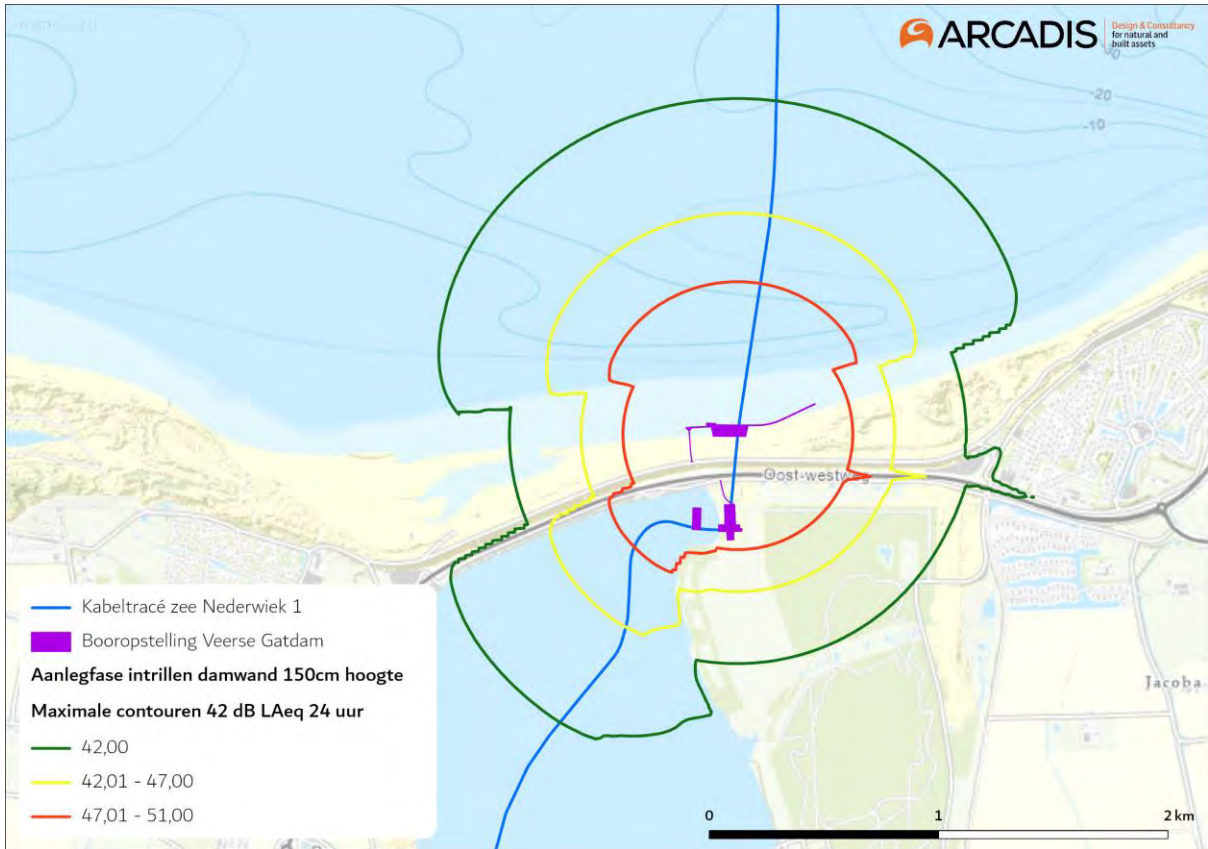 ARCADIS
Design & Consultancy
for natural and
built assets
-20
-10
Oost-westweg
Jacoba
Kabeltracé zee Nederwiek 1
Booropstelling Veerse Gatdam
Aanlegfase intrillen damwand 150cm hoogte
Maximale contouren 42 dB LAeq 24 uur
42,00
42,01 - 47,00
47,01 - 51,00
0
1
2 km